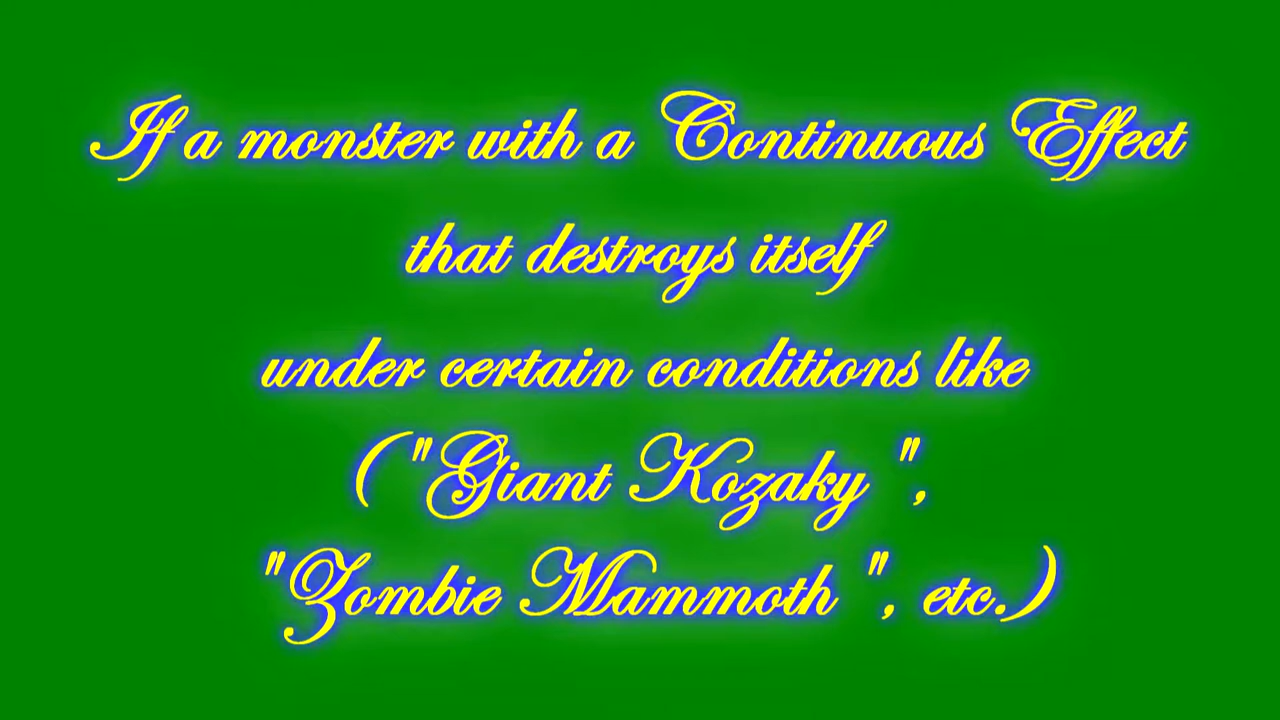 If a monster with a Continuous Effect
that destroys itself
under certain conditions like
("Giant Kozaky ",
"Zombie Mammoth ", etc.)